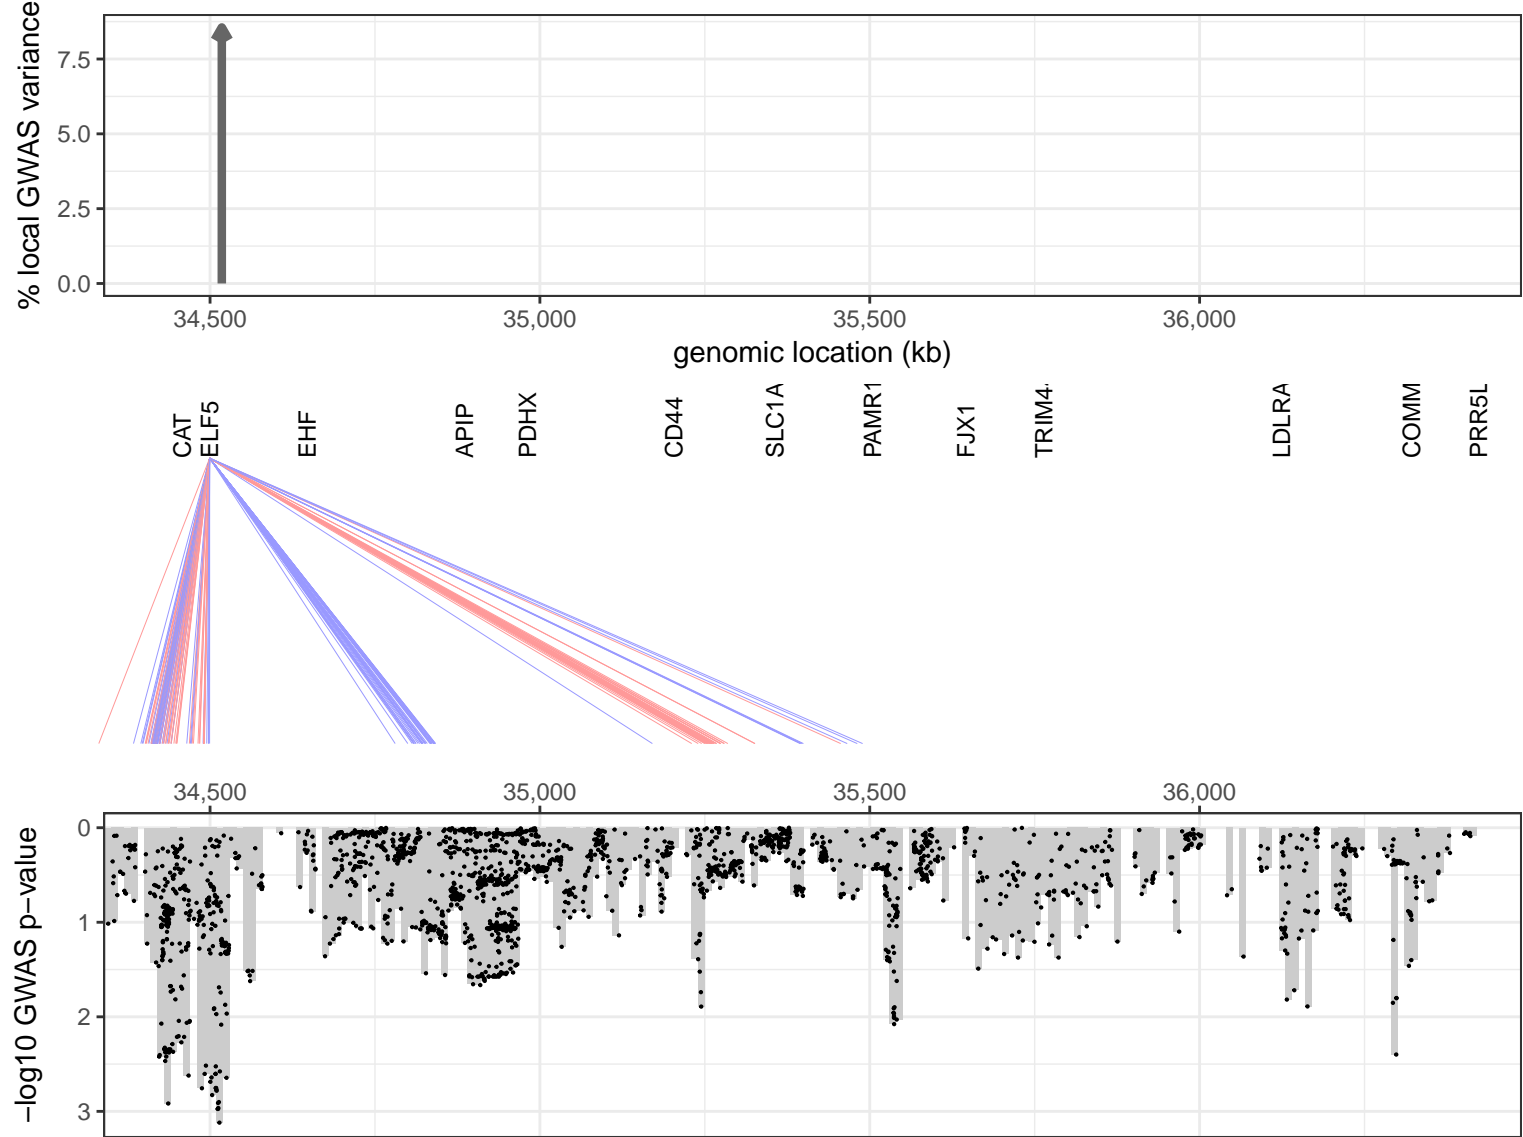 % local GWAS variance
7.5
5.0
2.5
0.0
34,500 35,000 35,500 36,000
genomic location (kb)
CAT ELF5 EHF APIP PDHX CD44 SLC1A PAMR1 FJX1 TRIM4 LDLRA COMM PRR5L
34,500 35,000 35,500 36,000
−log10 GWAS p−value
0
1
2
3